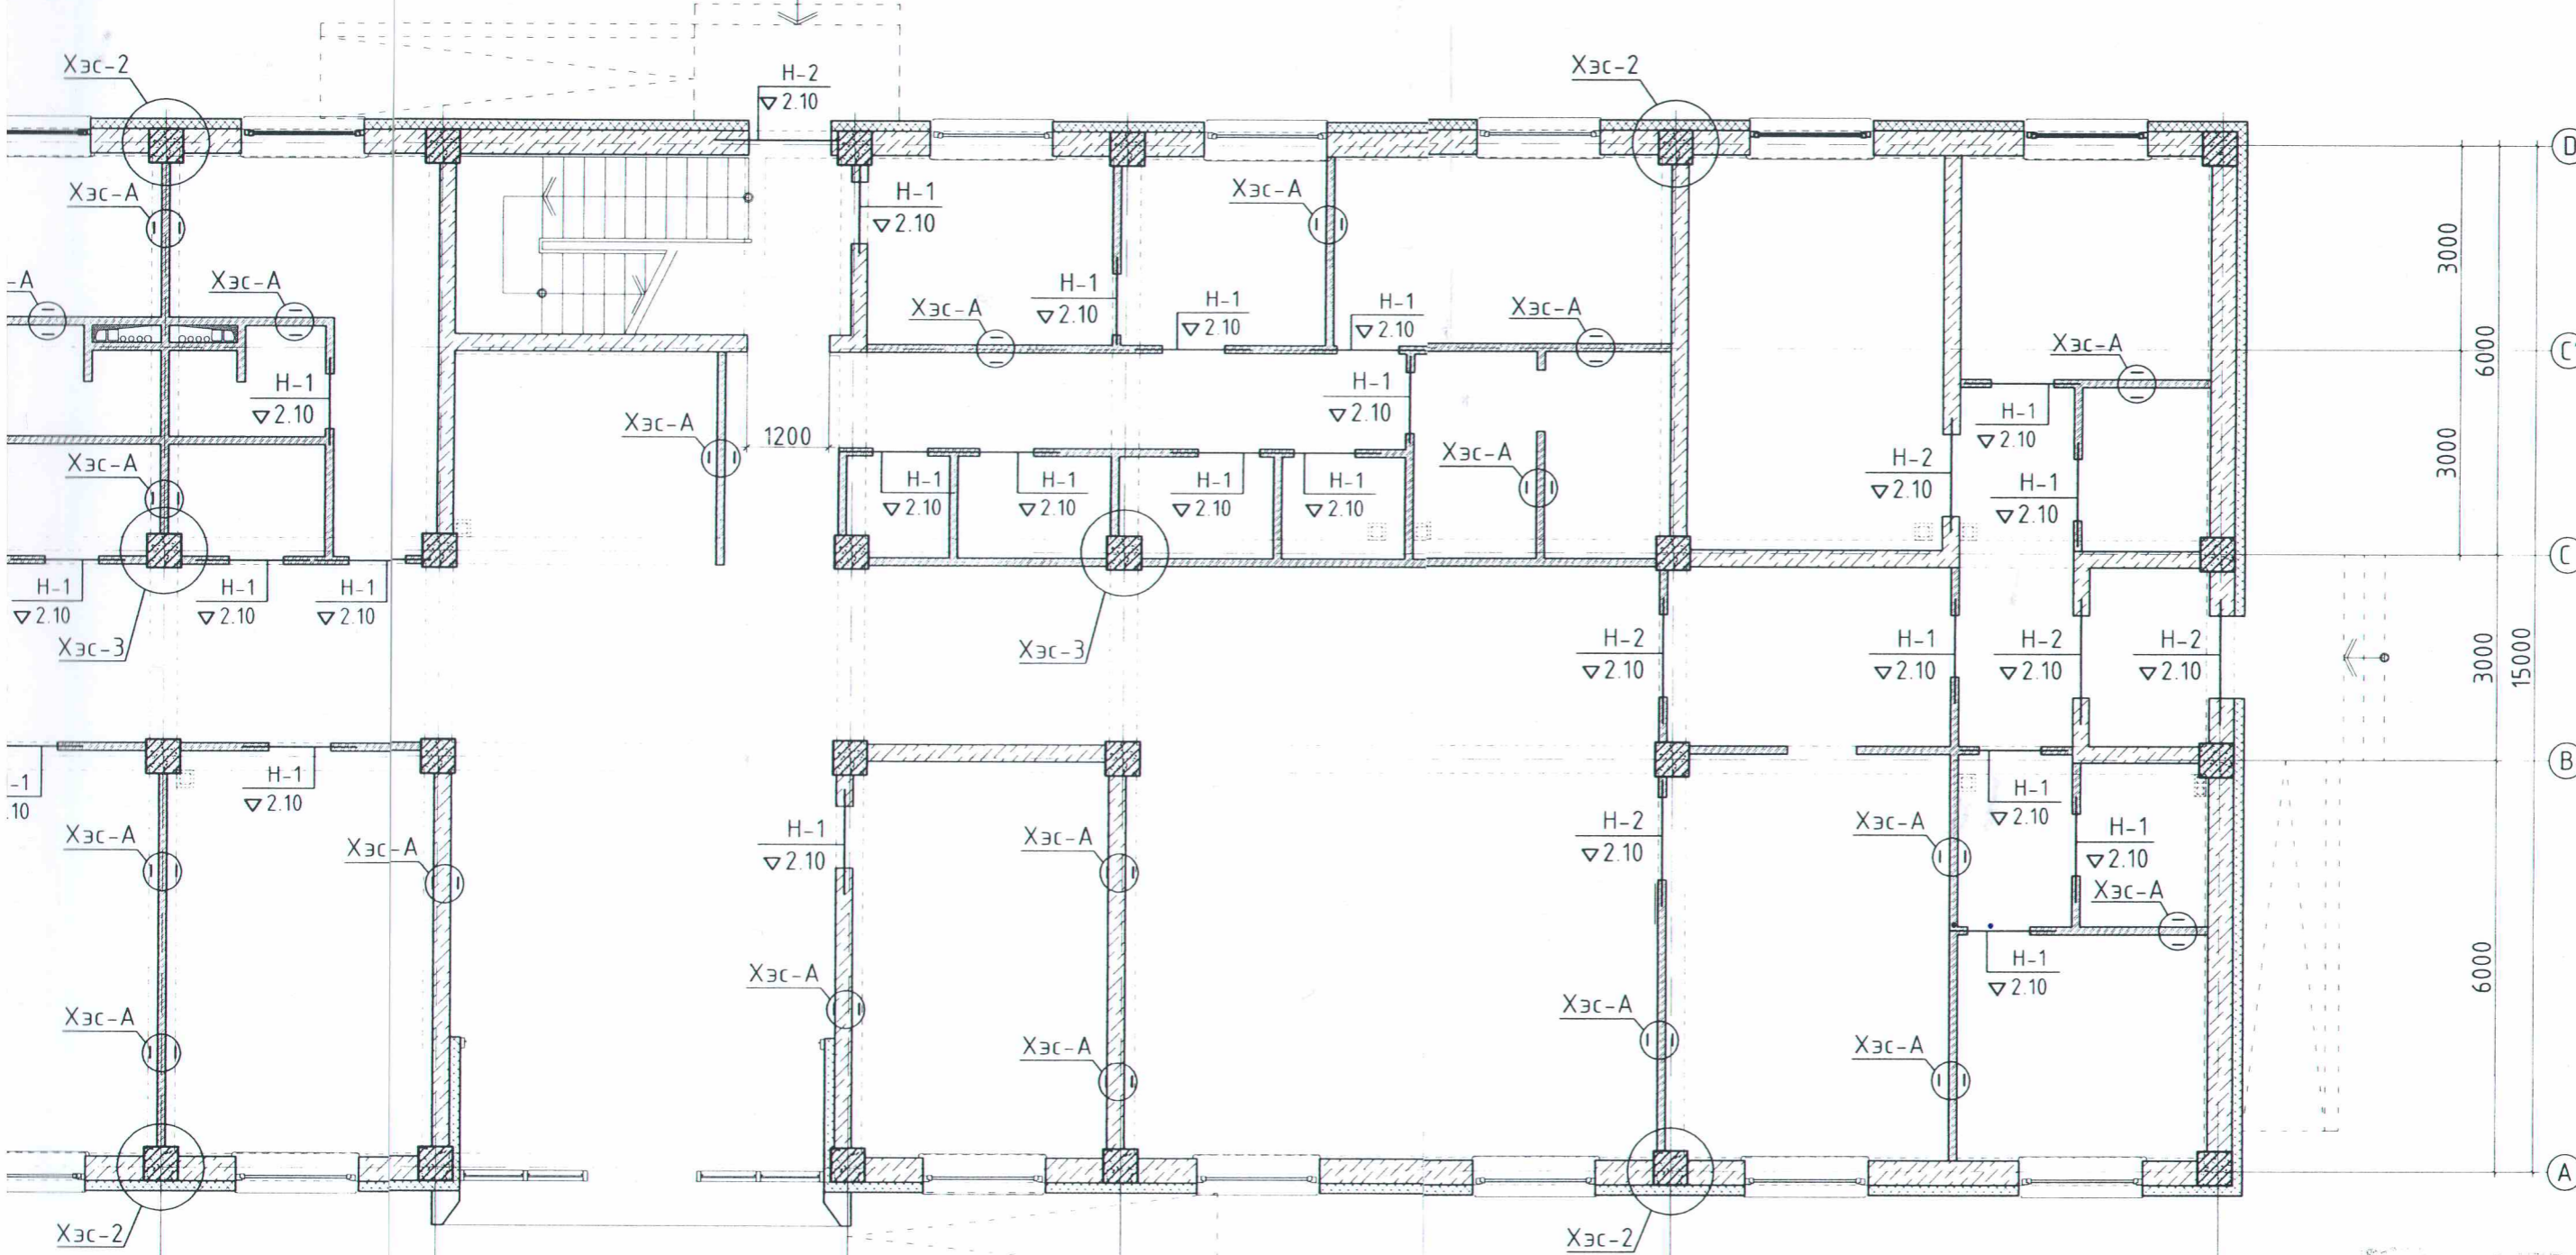 Хэс-2
Н-2
▽2.10
Хэс-2
D
Хэс-А
Н-1
▽2.10
Хэс-А
3000
-А
Хэс-А
Н-1
▽2.10
Хэс-А
Н-1
▽2.10
Н-1
▽2.10
Хэс-А
6000
C'
Хэс-А
Н-1
▽2.10
Н-1
▽2.10
Н-1
▽2.10
Хэс-А
1200
Хэс-А
Хэс-А
Н-2
▽2.10
3000
Н-1
▽2.10
Н-1
▽2.10
Н-1
▽2.10
Н-1
▽2.10
Н-1
▽2.10
C
Н-1
▽2.10
Н-1
▽2.10
Н-1
▽2.10
Хэс-3
Хэс-3
Н-2
▽2.10
Н-1
▽2.10
Н-2
▽2.10
Н-2
▽2.10
3000
15000
B
-1
.10
Н-1
▽2.10
Н-1
▽2.10
Хэс-А
Хэс-А
Н-1
▽2.10
Хэс-А
Н-2
▽2.10
Хэс-А
Н-1
▽2.10
Хэс-А
Хэс-А
Н-1
▽2.10
6000
Хэс-А
Хэс-А
Хэс-А
Хэс-А
A
Хэс-2
Хэс-2